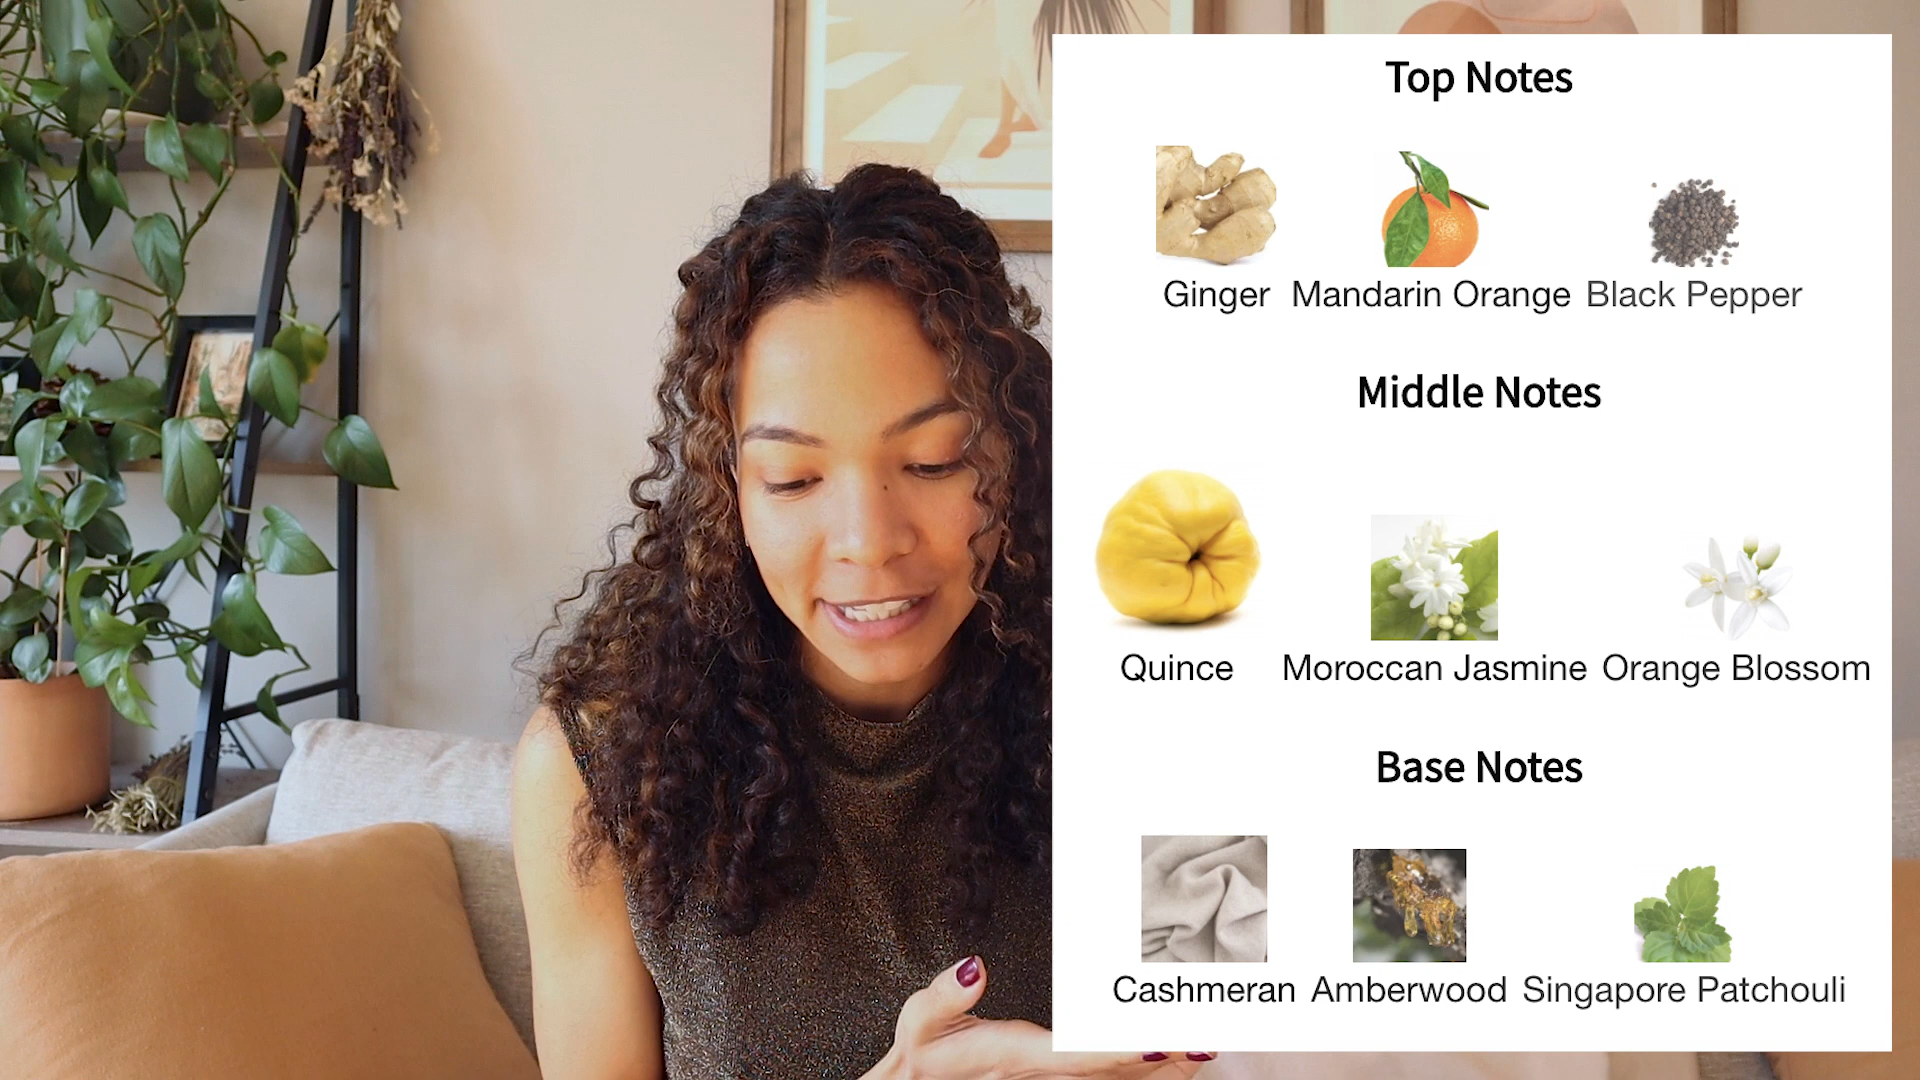 Top Notes
Ginger Mandarin Orange Black Pepper
Middle Notes
Quince Moroccan Jasmine Orange Blossom
Base Notes
Cashmeran Amberwood Singapore Patchouli